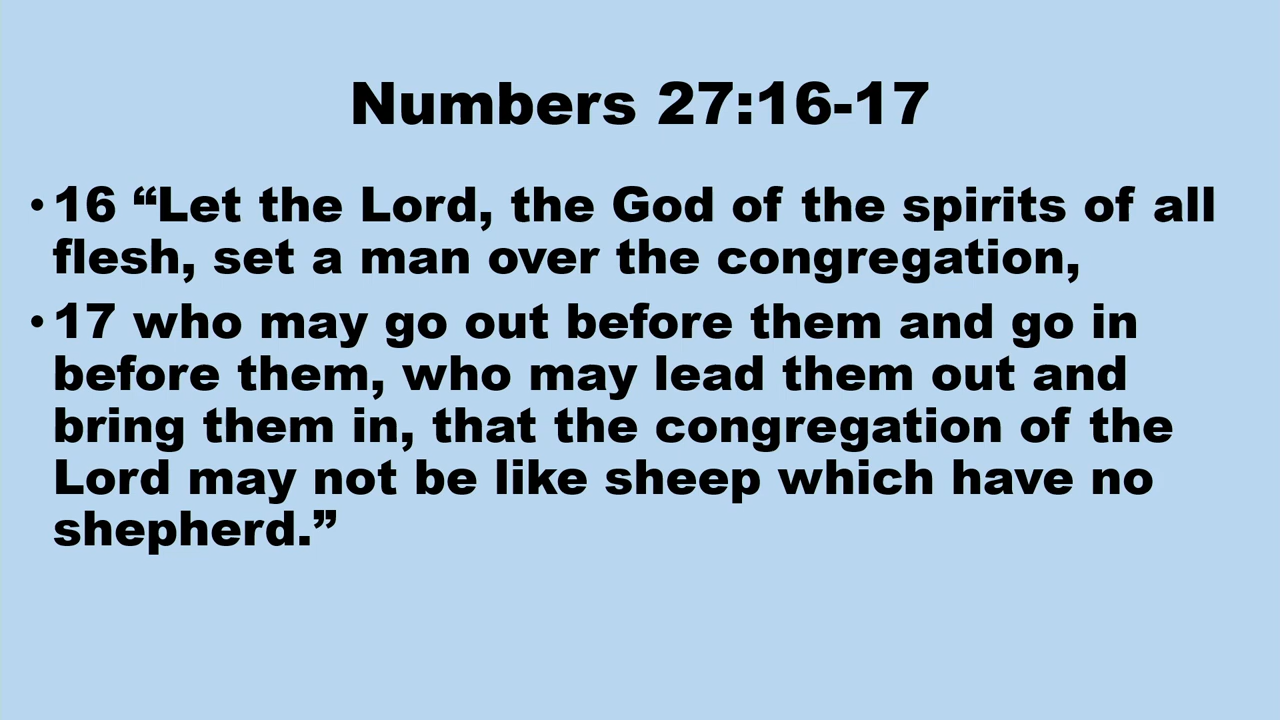 Numbers 27:16-17
• 16 “Let the Lord, the God of the spirits of all
flesh, set a man over the congregation,
• 17 who may go out before them and go in
before them, who may lead them out and
bring them in, that the congregation of the
Lord may not be like sheep which have no
shepherd.”